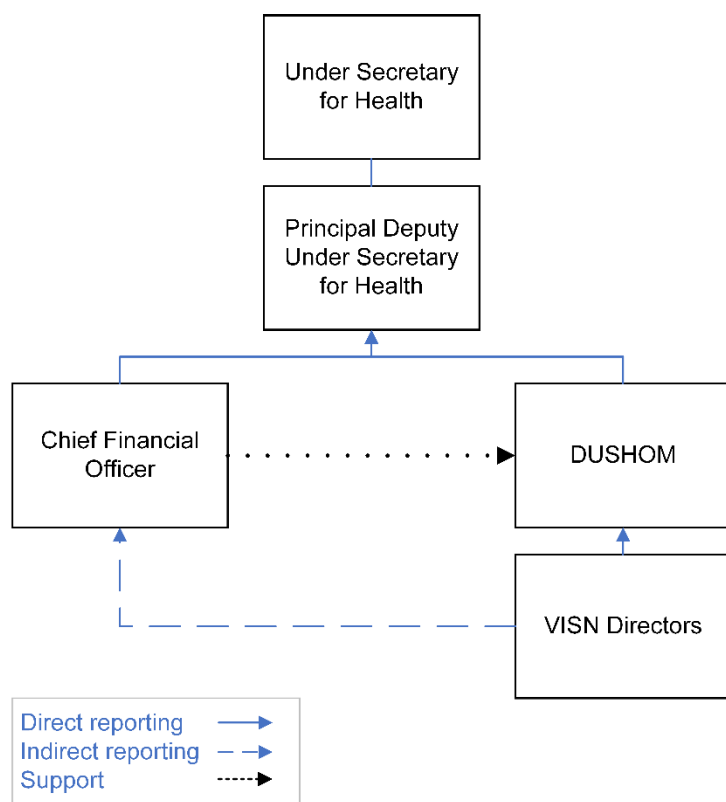 Under Secretary
for Health
Principal Deputy
Under Secretary
for Health
Chief Financial
Officer
DUSHOM
VISN Directors
Direct reporting
Indirect reporting
Support